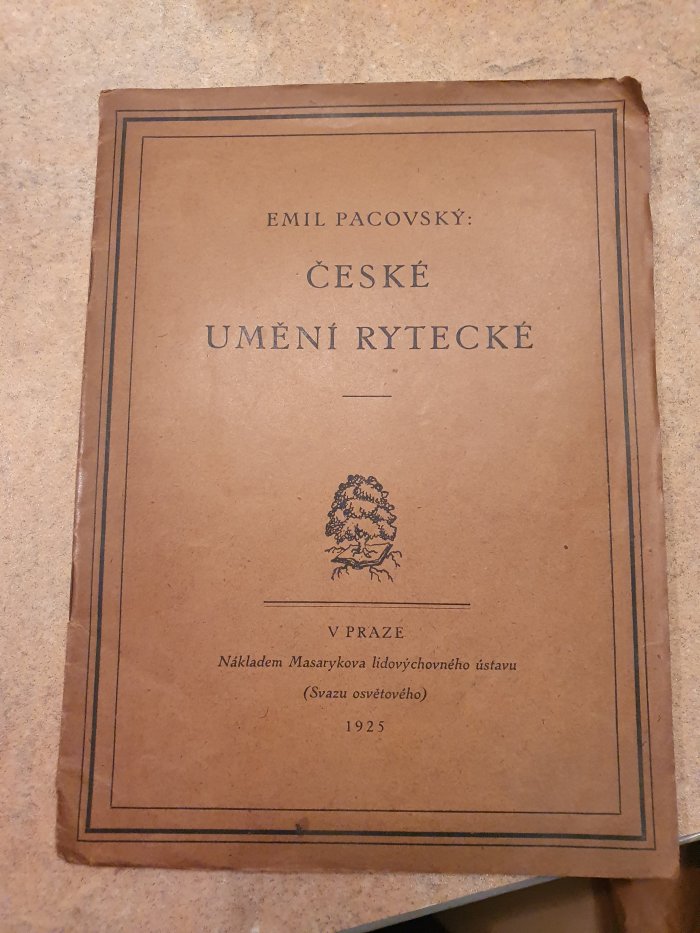 EMIL PACOVSKÝ:
ČESKÉ
UMĚNÍ RYTECKÉ
V PRAZE
Nákladem Masarykova lidovýchovného ústavu
(Svazu osvětového)
1925